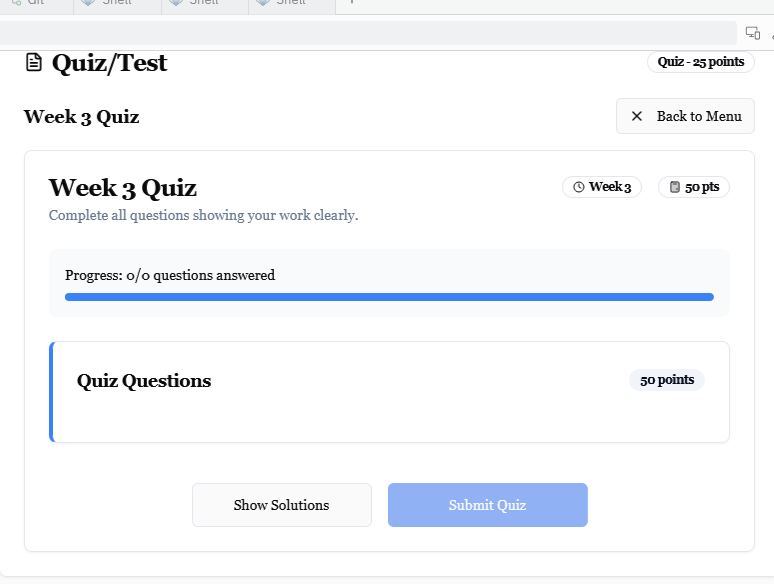 Git
Shell
Shell
Shell
Quiz/Test
Quiz - 25 points
Week 3 Quiz
Back to Menu
Week 3 Quiz
Week 3
50 pts
Complete all questions showing your work clearly.
Progress: 0/0 questions answered
Quiz Questions
50 points
Show Solutions
Submit Quiz